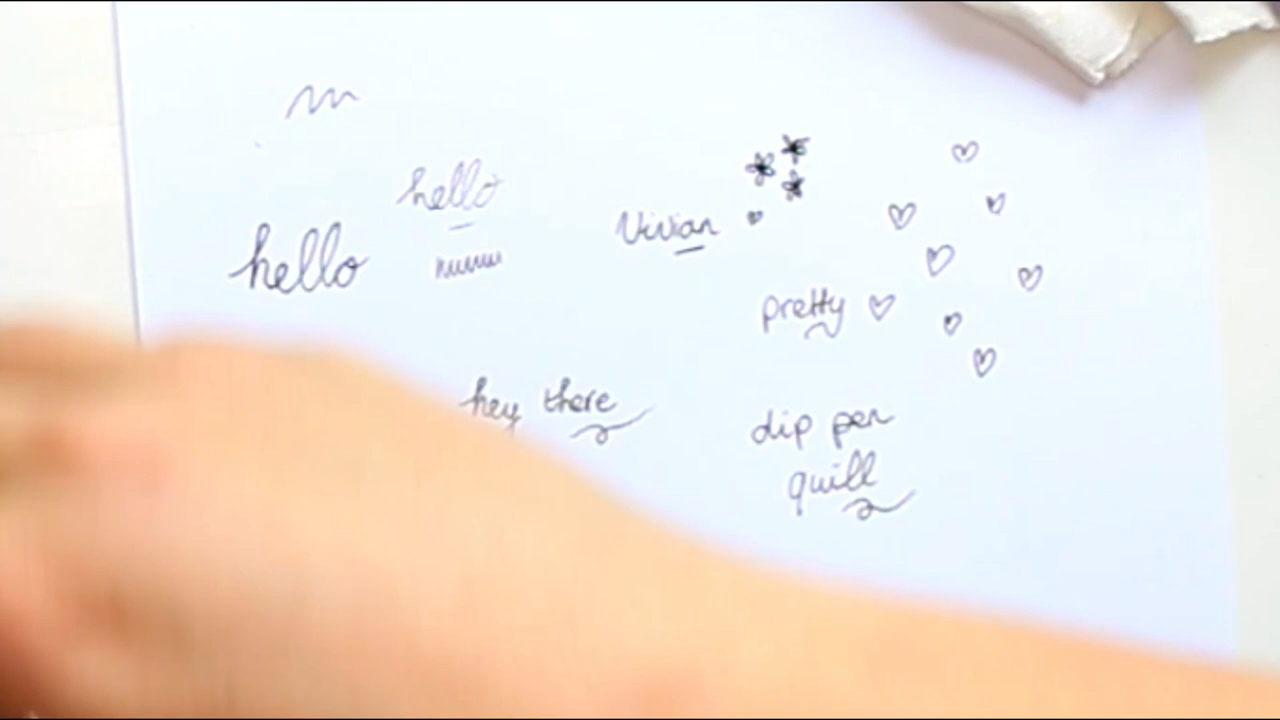 hello
hello
Vivian
pretty
hey there
dip pen
quill